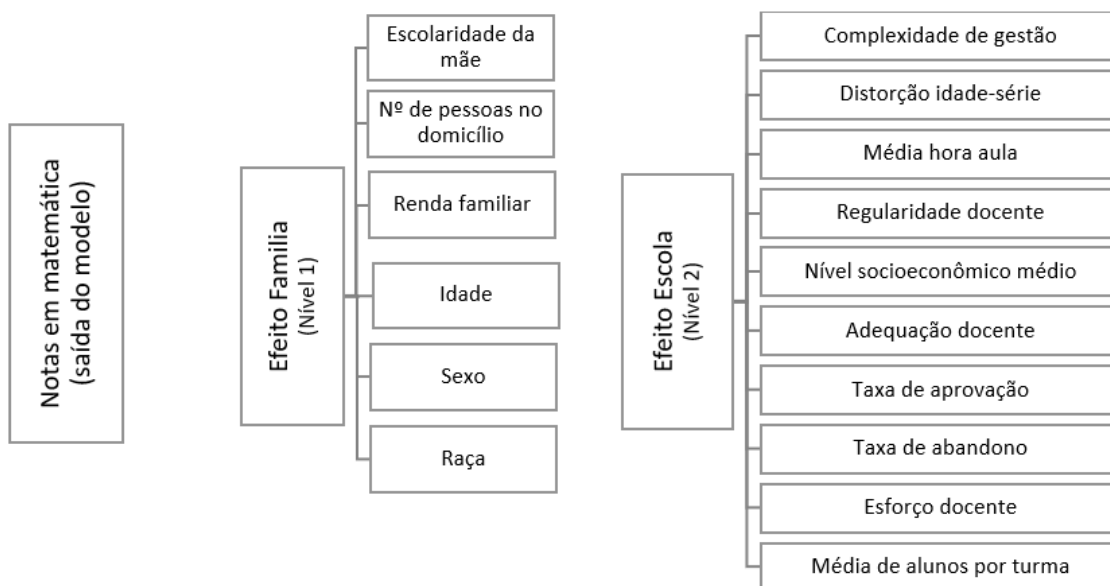 Notas em matemática
(saída do modelo)
Efeito Familia
(Nível 1)
Escolaridade da
mãe
Nº de pessoas no
domicílio
Renda familiar
Idade
Sexo
Raça
Efeito Escola
(Nível 2)
Complexidade de gestão
Distorção idade-série
Média hora aula
Regularidade docente
Nível socioeconômico médio
Adequação docente
Taxa de aprovação
Taxa de abandono
Esforço docente
Média de alunos por turma